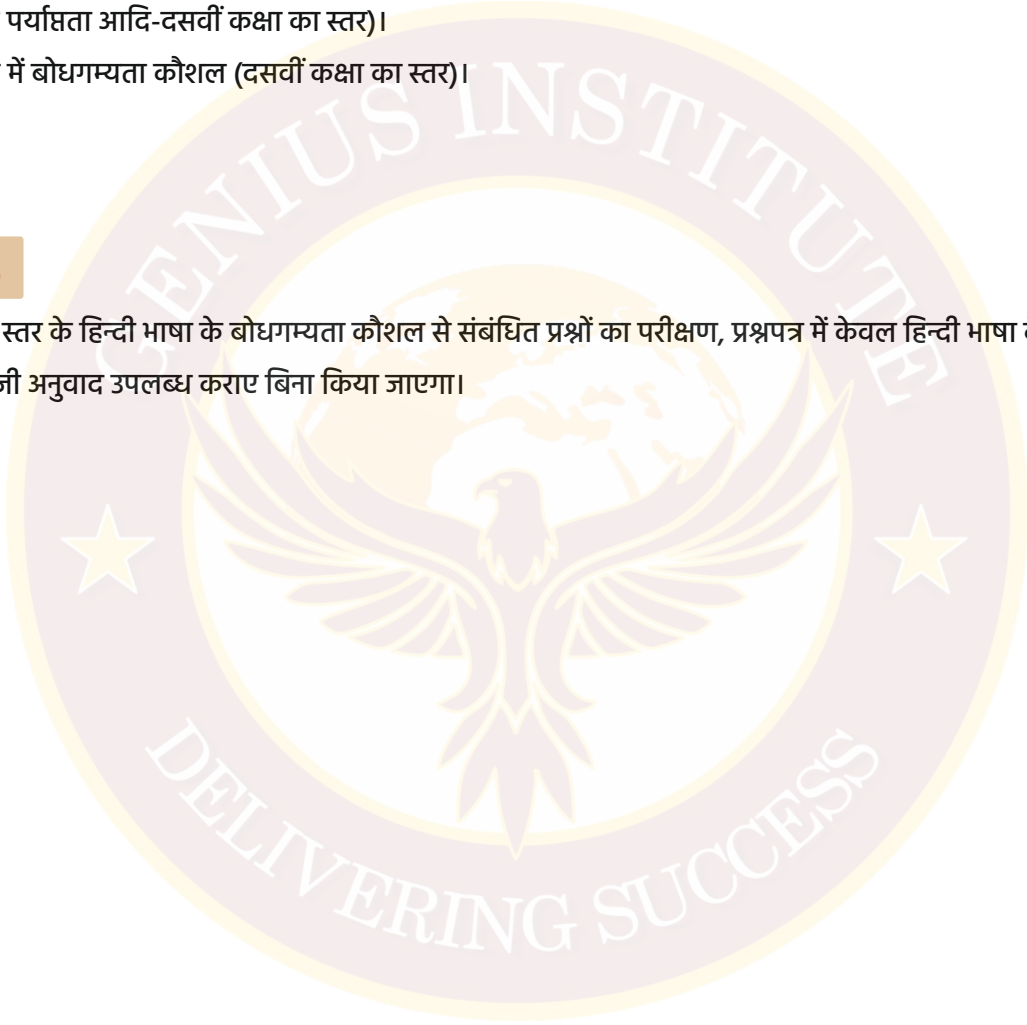 पर्याप्तता आदि-दसवीं कक्षा का स्तर)।
में बोधगम्यता कौशल (दसवीं कक्षा का स्तर)।
स्तर के हिन्दी भाषा के बोधगम्यता कौशल से संबंधित प्रश्नों का परीक्षण, प्रश्नपत्र में केवल हिन्दी भाषा
अनुवाद उपलब्ध कराए बिना किया जाएगा।
GENIUS INSTITUTE
DELIVERING SUCCESS